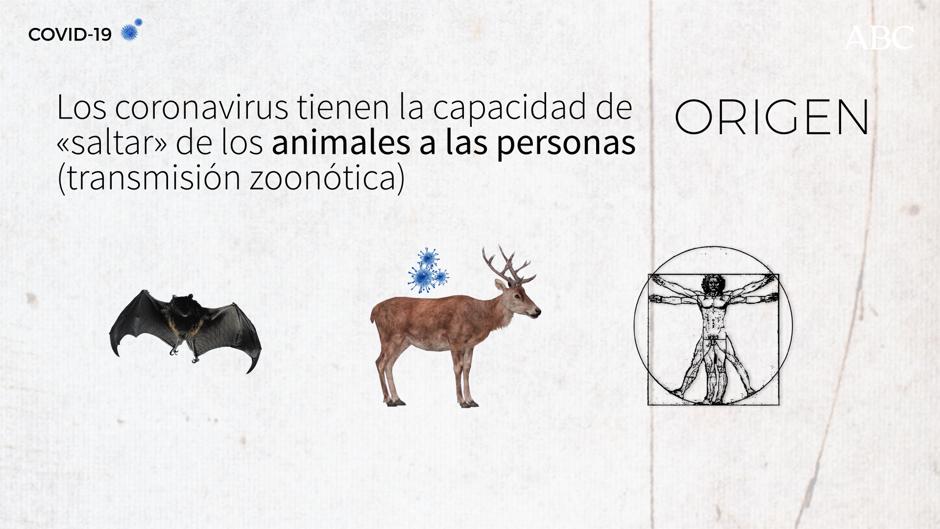 COVID-19
ABC
Los coronavirus tienen la capacidad de
«saltar» de los animales a las personas
(transmisión zoonótica)
ORIGEN